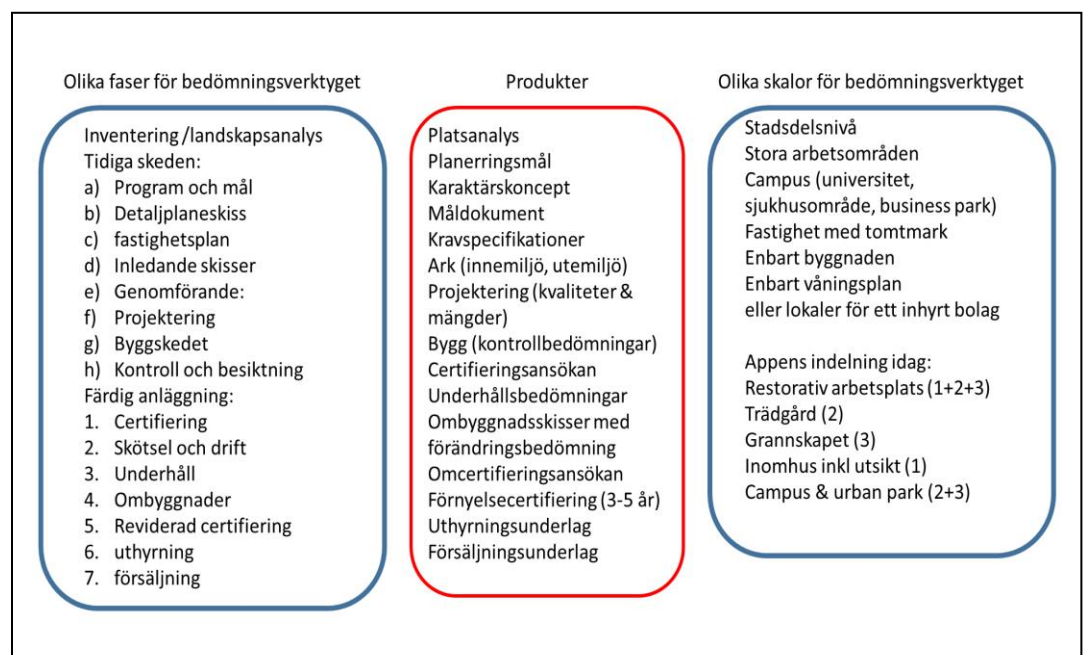 Olika faser för bedömningsverktyget
Inventering /landskapsanalys
Tidiga skeden:
a) Program och mål
b) Detaljplaneskiss
c) fastighetsplan
d) Inledande skisser
e) Genomförande:
f) Projektering
g) Byggskedet
h) Kontroll och besiktning
Färdig anläggning:
1. Certifiering
2. Skötsel och drift
3. Underhåll
4. Ombyggnader
5. Reviderad certifiering
6. uthyrning
7. försäljning
Produkter
Platsanalys
Planerringsmål
Karaktärskoncept
Måldokument
Kravspecifikationer
Ark (innemiljö, utemiljö)
Projektering (kvaliteter &
mängder)
Bygg (kontrollbedömningar)
Certifieringsansökan
Underhållsbedömningar
Ombyggnadsskisser med
förändringsbedömning
Omcertifieringsansökan
Förnyelsecertifiering (3-5 år)
Uthyrningsunderlag
Försäljningsunderlag
Olika skalor för bedömningsverktyget
Stadsdelsnivå
Stora arbetsområden
Campus (universitet,
sjukhusområde, business park)
Fastighet med tomtmark
Enbart byggnaden
Enbart våningsplan
eller lokaler för ett inhyrt bolag
Appens indelning idag:
Restorativ arbetsplats (1+2+3)
Trädgård (2)
Grannskapet (3)
Inomhus inkl utsikt (1)
Campus & urban park (2+3)